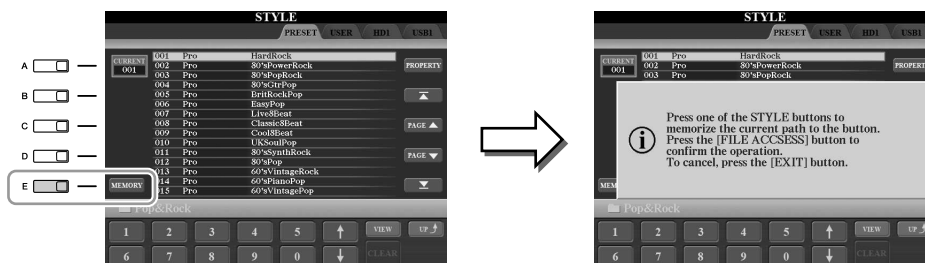 STYLE
PRESET USER HD1 USB1
A
B
C
D
E
CURRENT
001
MEMORY
001 Pro HardRock
002 Pro 80'sPowerRock
003 Pro 80'sPopRock
004 Pro 80'sGtrPop
005 Pro BritRockPop
006 Pro EasyPop
007 Pro Live8Beat
008 Pro Classic8Beat
009 Pro Cool8Beat
010 Pro UKSoulPop
011 Pro 80'sSynthRock
012 Pro 80'sPop
013 Pro 60'sVintageRock
014 Pro 60'sPianoPop
015 Pro 60'sVintagePop
PROPERTY
PAGE
PAGE
Pop&Rock
1 2 3 4 5 VIEW UP
6 7 8 9 0 CLEAR
STYLE
PRESET USER HD1 USB1
CURRENT
001
001 Pro HardRock
002 Pro 80'sPowerRock
003 Pro 80'sPopRock
PROPERT
Press one of the STYLE buttons to
memorize the current path to the button.
Press the [FILE ACCSESS] button to
confirm the operation.
To cancel, press the [EXIT] button.
MEM
Pop&Rock
1 2 3 4 5 VIEW UP
6 7 8 9 0 CLEAR